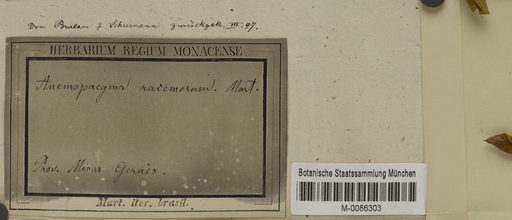 Von Bureau & Schumann zurückgek. III. 97.
HERBARIUM REGIUM MONACENSE
Anemopaegma racemosum. Mart.
Prov. Minas Geraës.
Mart. iter. brasil.
Botanische Staatssammlung München
M-0086303